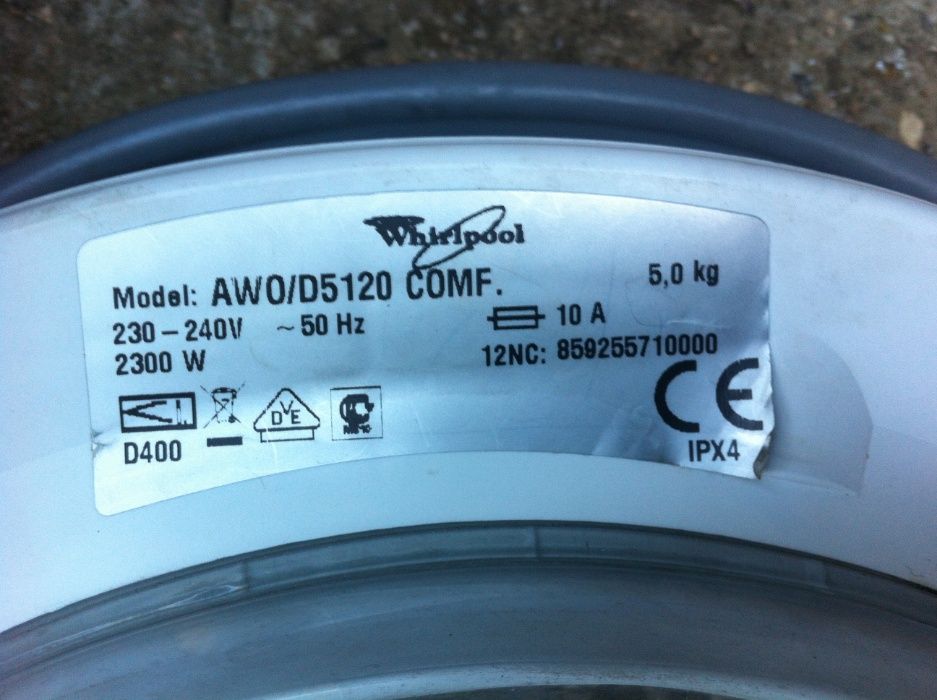 Whirlpool
Model: AWO/D5120 COMF. 5,0 kg
230 – 240V ~ 50 Hz 10 A
2300 W 12NC: 859255710000
DVE
CE
D400 IPX4